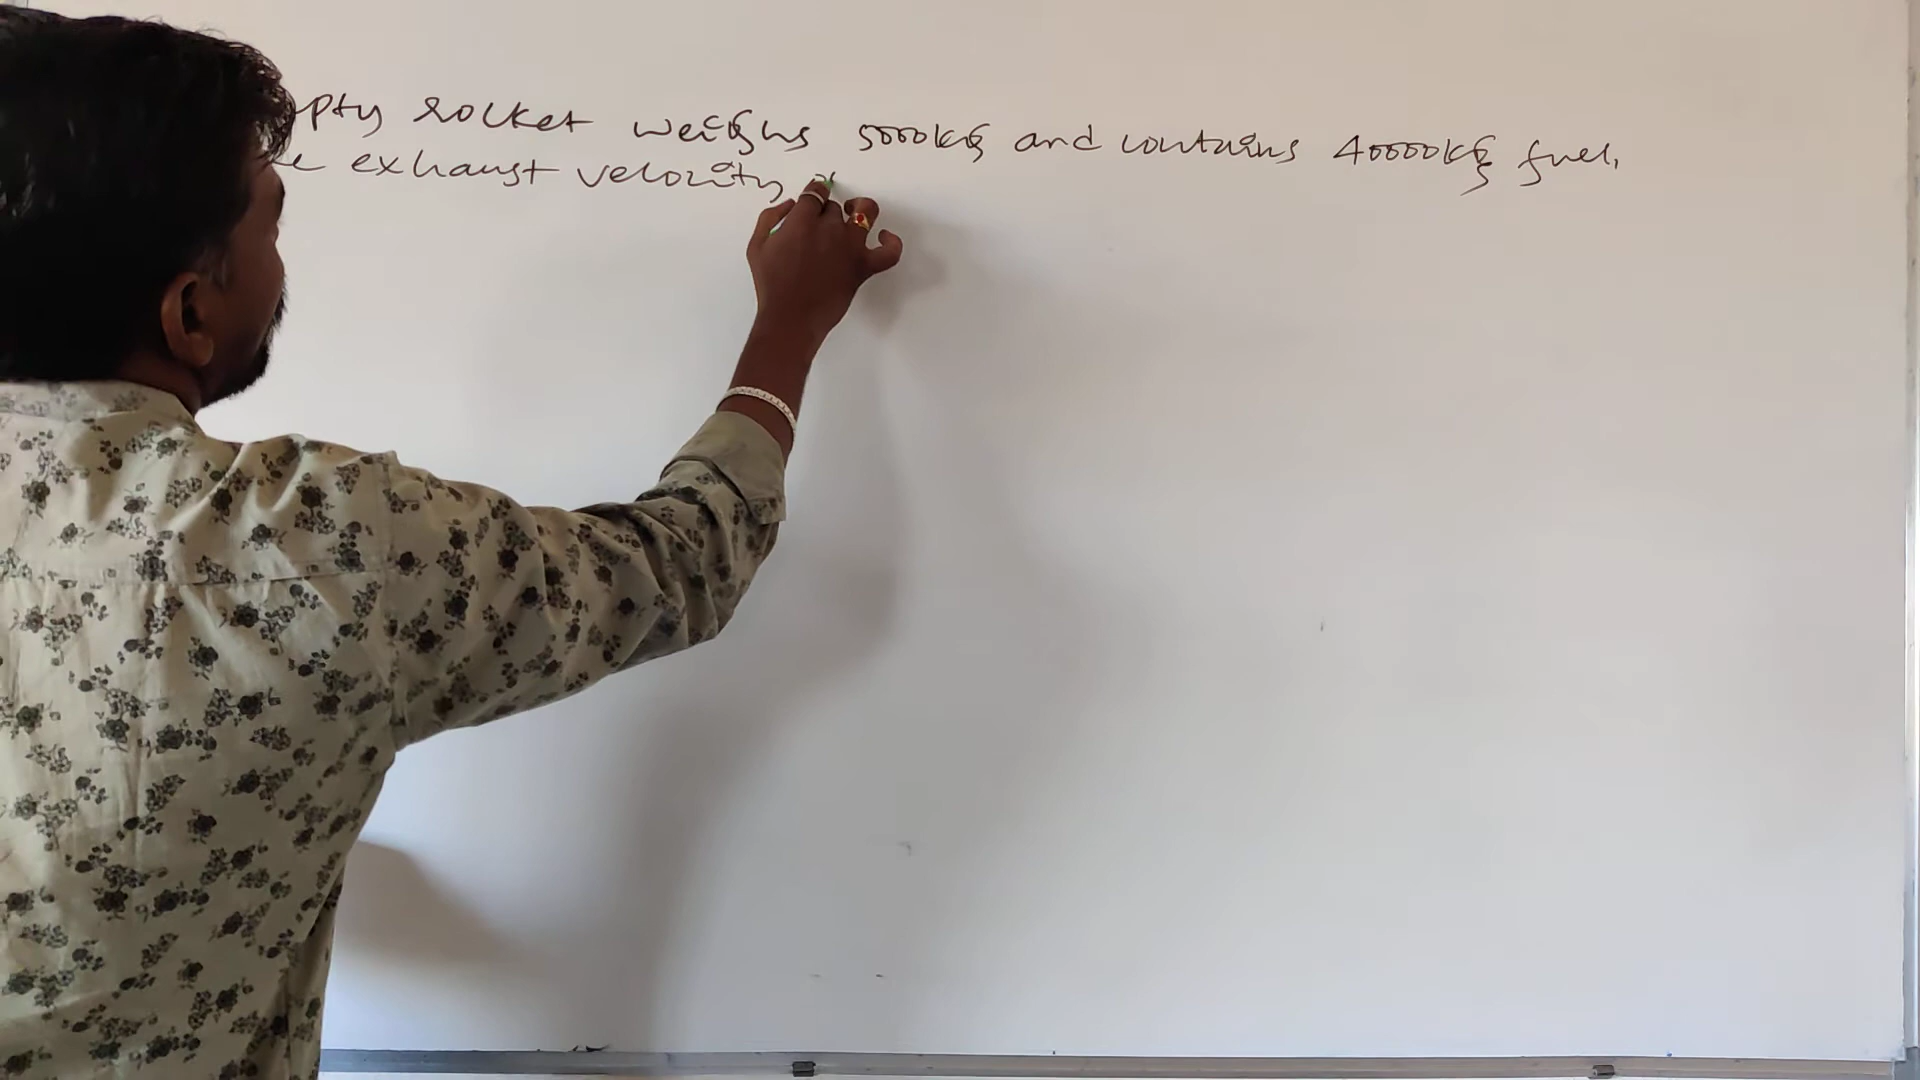 pty rocket weighs 5000kg and contains 40000kg fuel,
e exhaust velocity